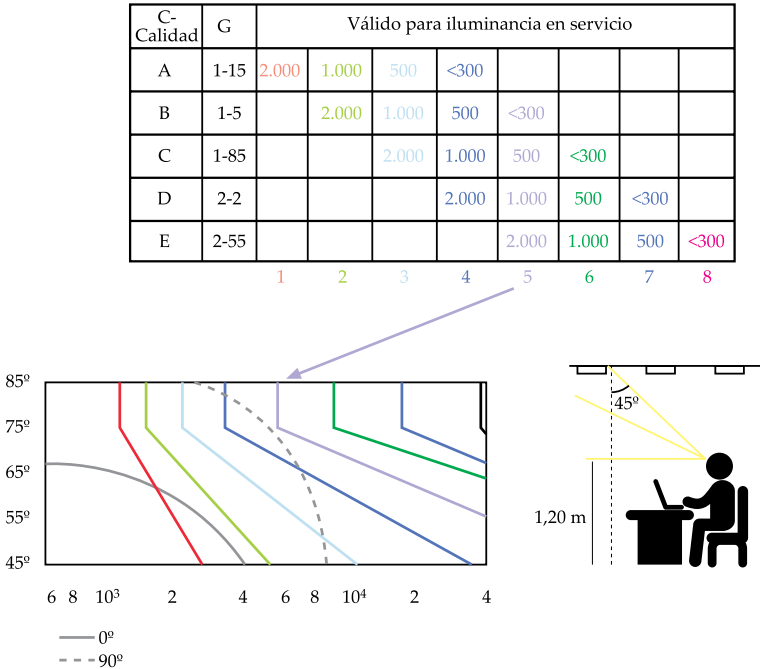 C-
Calidad
G
Válido para iluminancia en servicio
A 1-15 2.000 1.000 500 <300
B 1-5 2.000 1.000 500 <300
C 1-85 2.000 1.000 500 <300
D 2-2 2.000 1.000 500 <300
E 2-55 2.000 1.000 500 <300
1 2 3 4 5 6 7 8
85º
75º
65º
55º
45º
6 8 10³ 2 4 6 8 10⁴ 2 4
0º
90º
45º
1,20 m